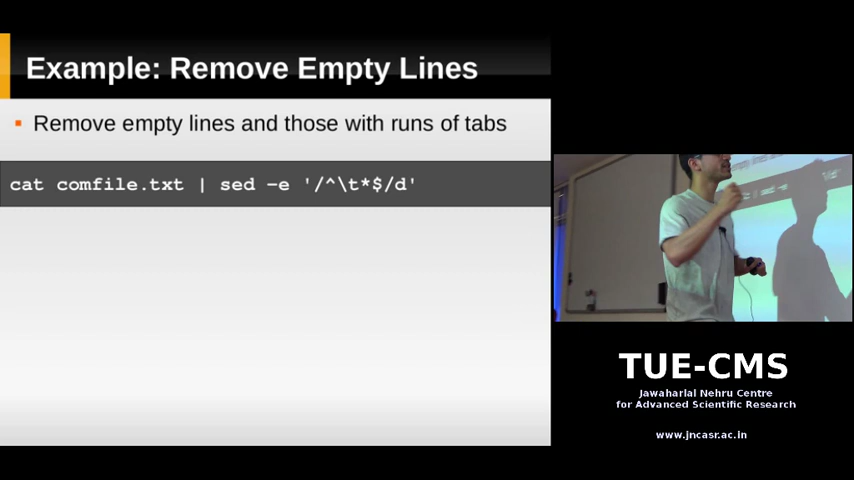 Example: Remove Empty Lines
Remove empty lines and those with runs of tabs
cat comfile.txt | sed –e '/^\t*$/d'
TUE-CMS
Jawaharlal Nehru Centre
for Advanced Scientific Research
www.jncasr.ac.in